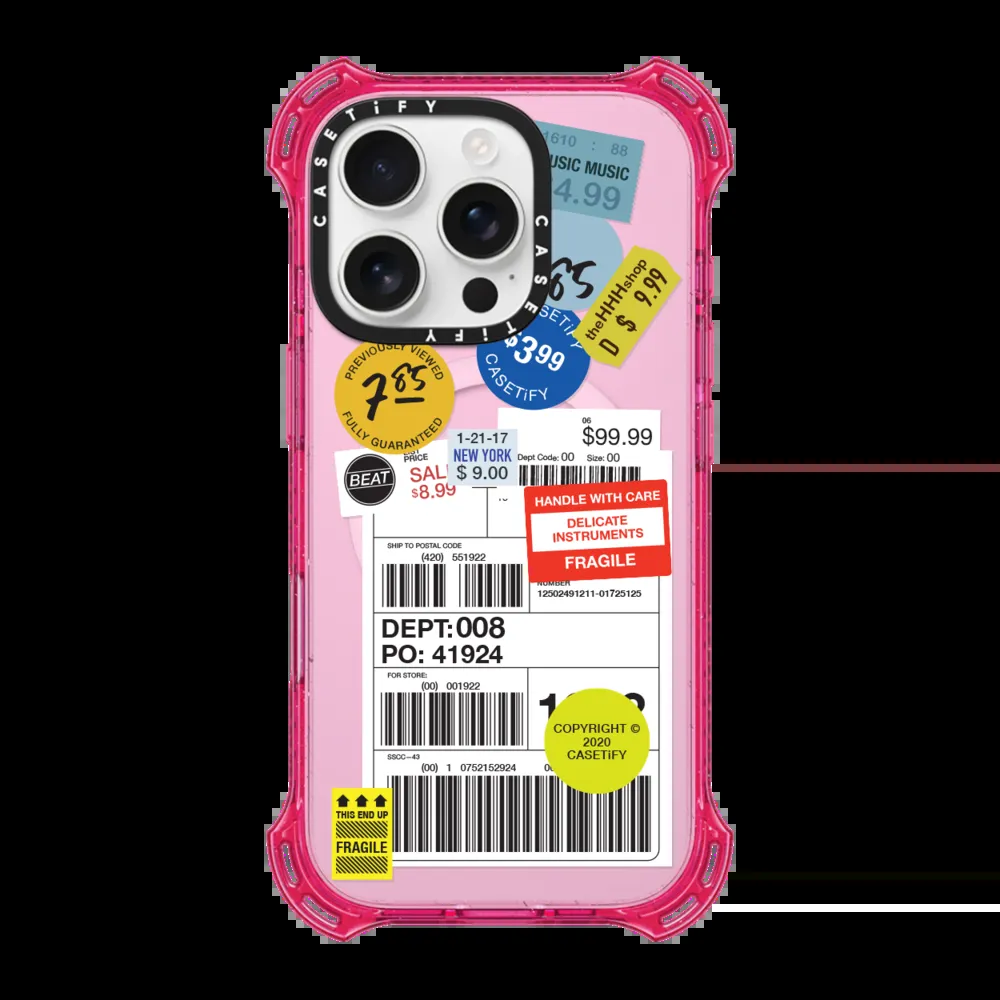 CASETiFY
CASETiFY
1610 : 88
USIC MUSIC
4.99
85
theHHHshop
D $ 9.99
SETiFY
$3.99
CASETiFY
PREVIOUSLY VIEWED
7.85
FULLY GUARANTEED
06
$99.99
1-21-17
NEW YORK
$ 9.00
Dept Code: 00 Size: 00
PRICE
BEAT
SAL
$8.99
HANDLE WITH CARE
DELICATE
INSTRUMENTS
FRAGILE
SHIP TO POSTAL CODE
(420) 551922
NUMBER
12502491211-01725125
DEPT:008
PO: 41924
FOR STORE:
(00) 001922
COPYRIGHT ©
2020
CASETiFY
SSCC-43
(00) 1 0752152924
THIS END UP
FRAGILE